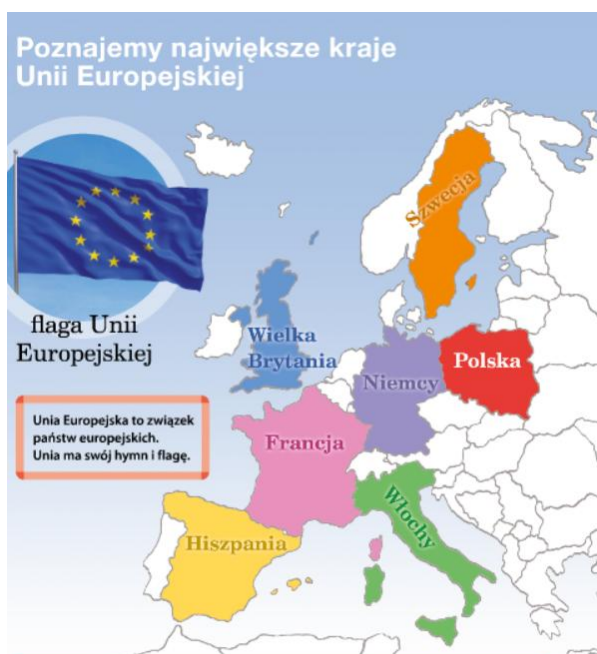 Poznajemy największe kraje
Unii Europejskiej
Szwecja
flaga Unii
Europejskiej
Wielka
Brytania
Polska
Niemcy
Unia Europejska to związek
państw europejskich.
Unia ma swój hymn i flagę.
Francja
Włochy
Hiszpania